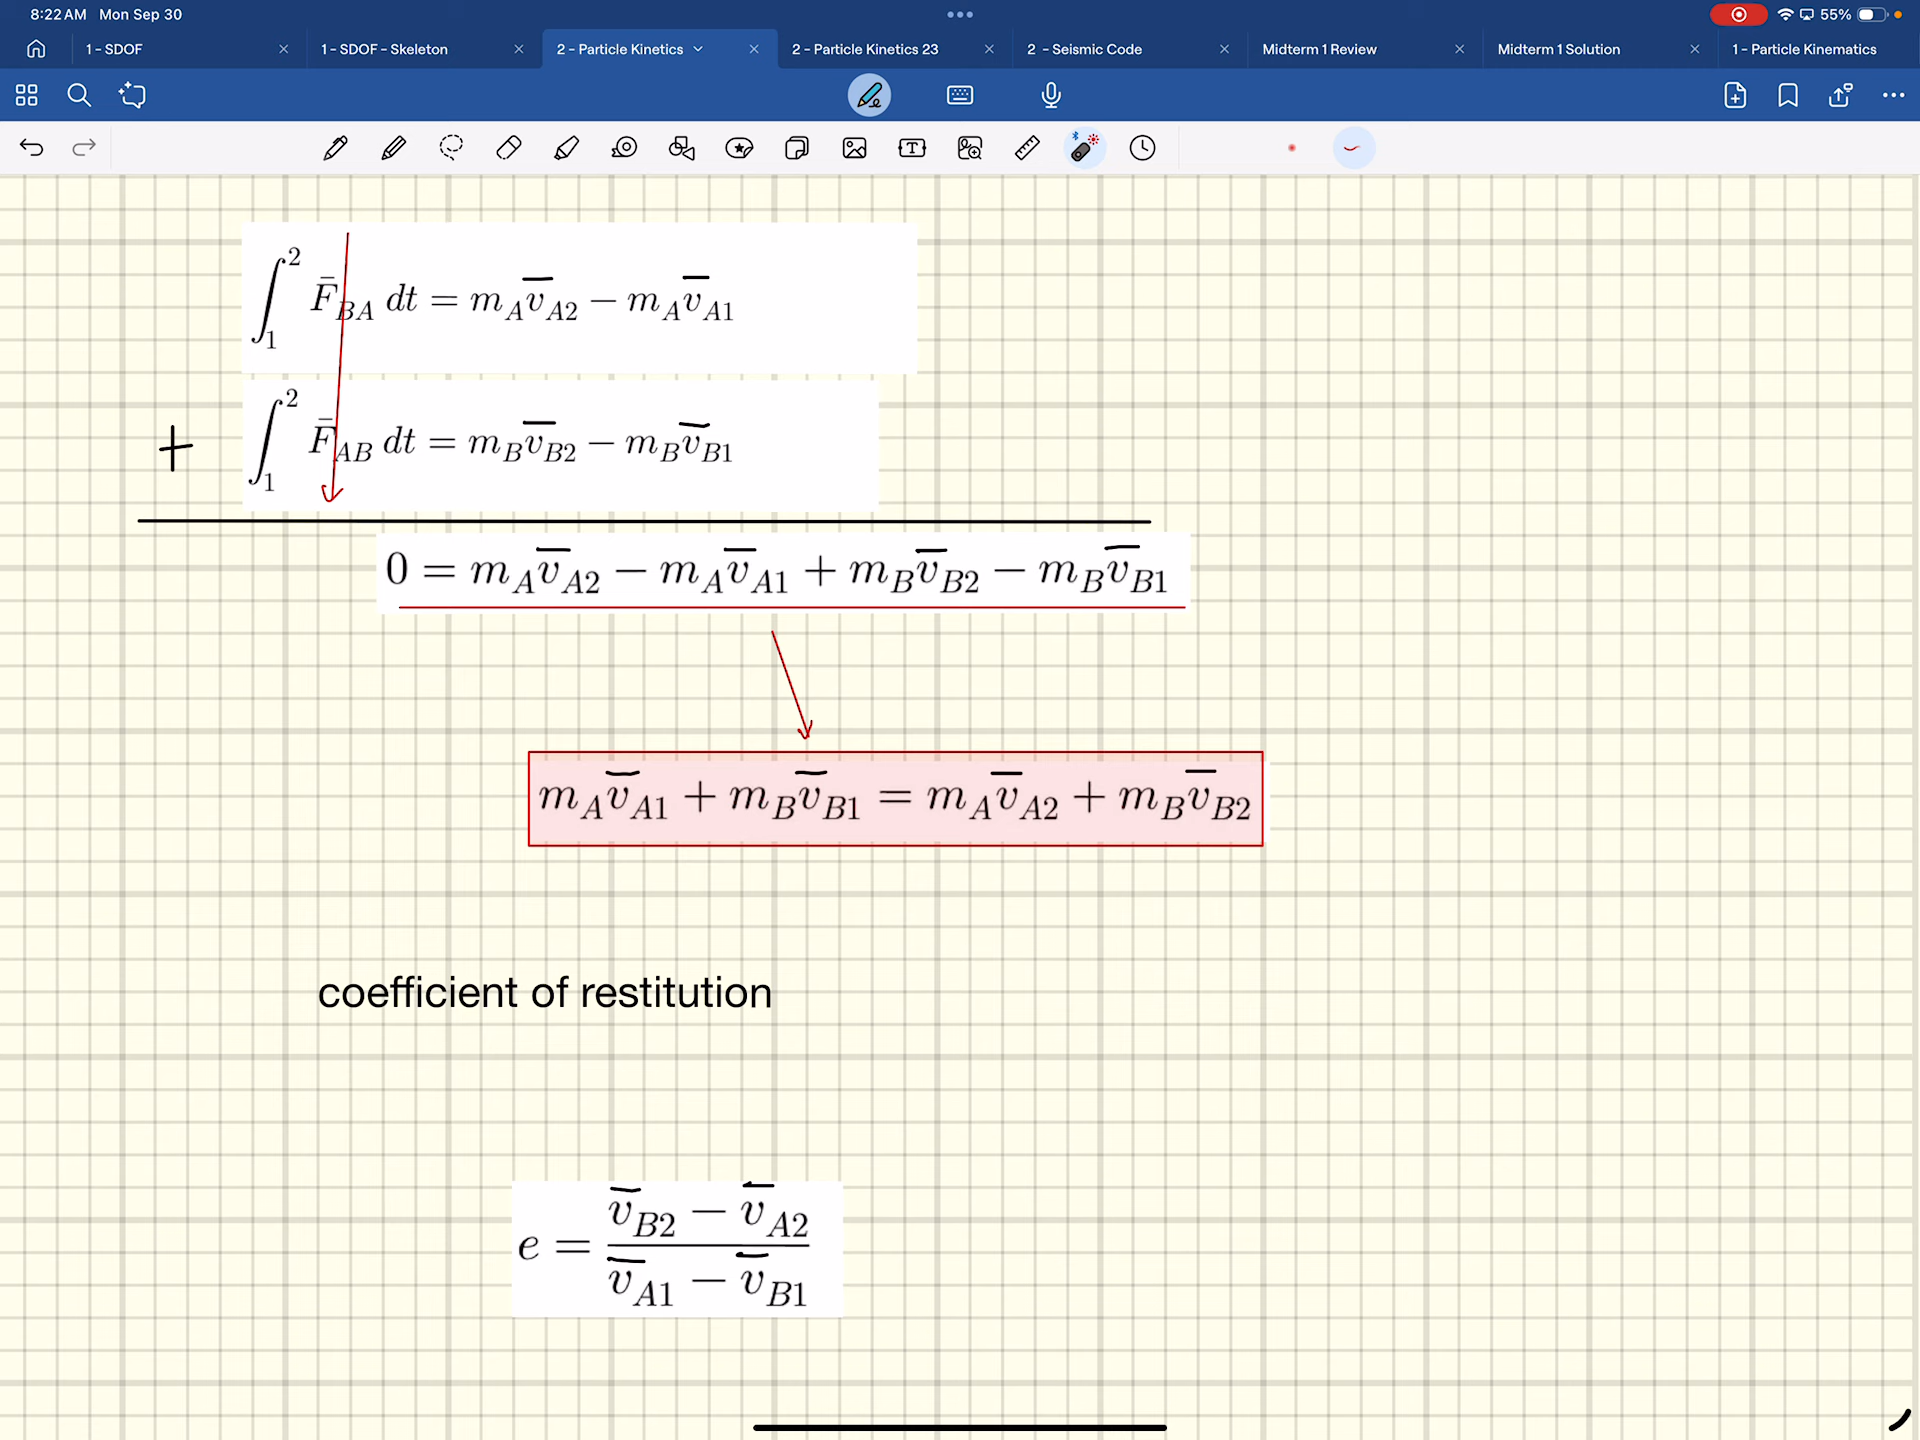 8:22 AM Mon Sep 30 55%
1 - SDOF 1 - SDOF - Skeleton 2 - Particle Kinetics 2 - Particle Kinetics 23 2 - Seismic Code Midterm 1 Review Midterm 1 Solution 1 - Particle Kinematics
∫₁² F̄_BA dt = m_A v̄_A2 − m_A v̄_A1
+ ∫₁² F̄_AB dt = m_B v̄_B2 − m_B v̄_B1
0 = m_A v̄_A2 − m_A v̄_A1 + m_B v̄_B2 − m_B v̄_B1
m_A v̄_A1 + m_B v̄_B1 = m_A v̄_A2 + m_B v̄_B2
coefficient of restitution
e = (v̄_B2 − v̄_A2) / (v̄_A1 − v̄_B1)